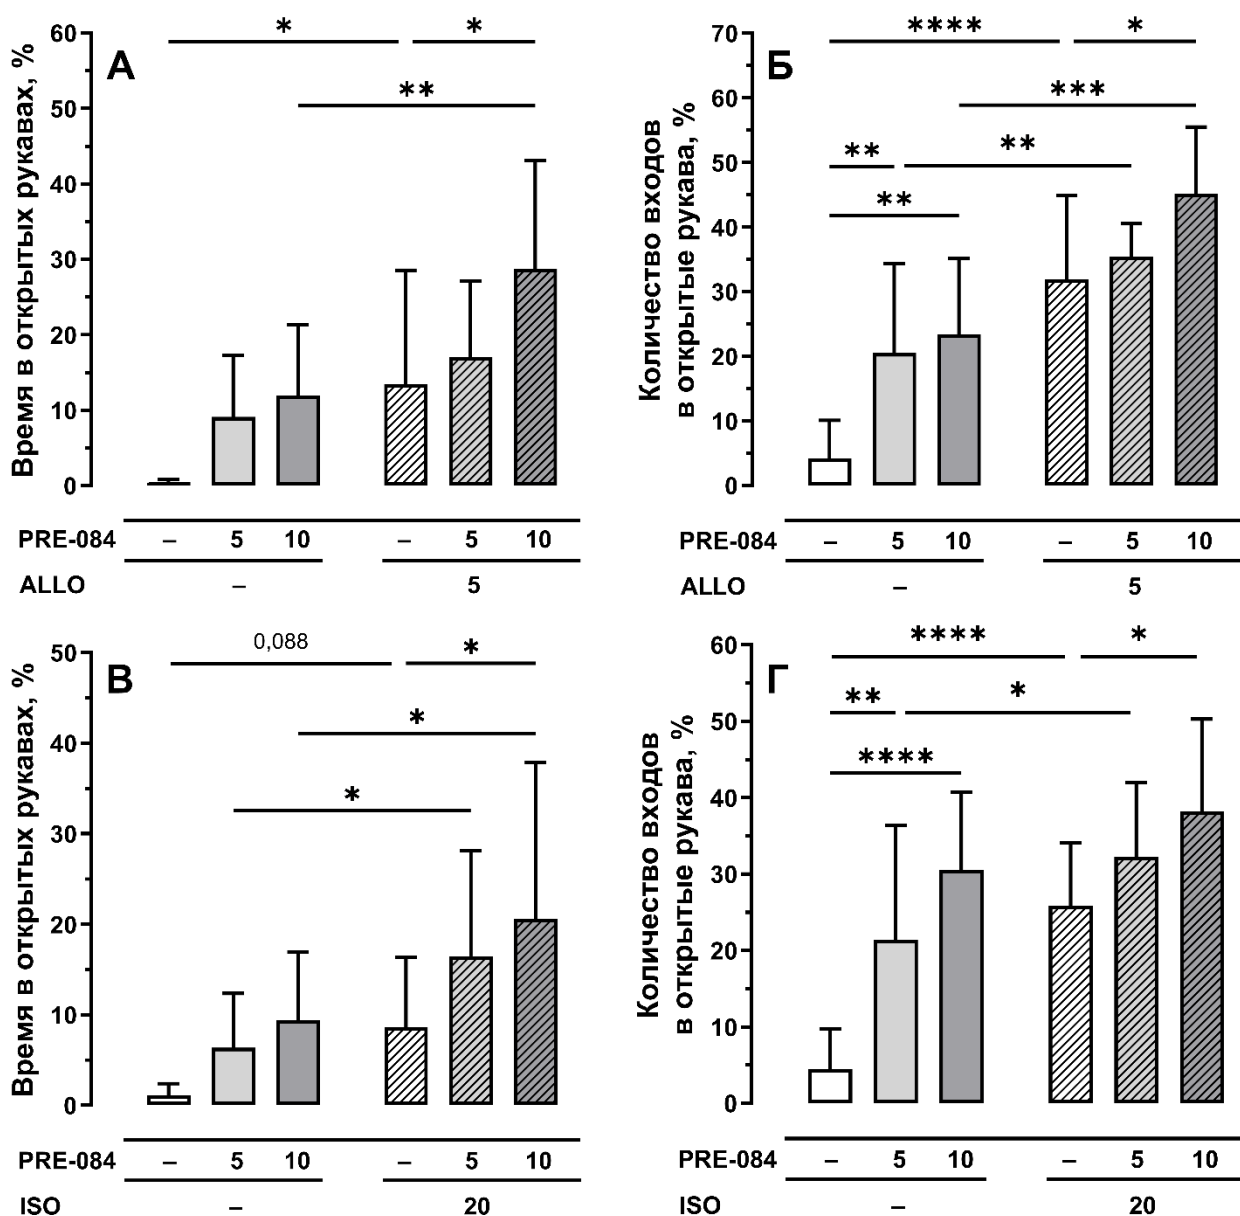 А
Время в открытых рукавах, %
60
50
40
30
20
10
0
*
*
**
PRE-084 – 5 10 – 5 10
ALLO – 5
Б
Количество входов
в открытые рукава, %
70
60
50
40
30
20
10
0
****
*
***
**
**
**
PRE-084 – 5 10 – 5 10
ALLO – 5
В
Время в открытых рукавах, %
50
40
30
20
10
0
0,088
*
*
*
PRE-084 – 5 10 – 5 10
ISO – 20
Г
Количество входов
в открытые рукава, %
60
50
40
30
20
10
0
****
*
**
*
****
PRE-084 – 5 10 – 5 10
ISO – 20